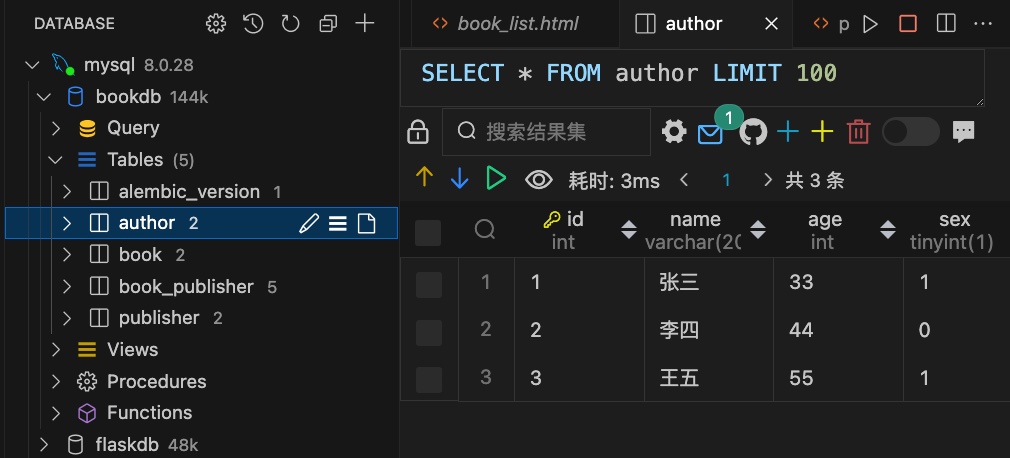 DATABASE
mysql 8.0.28
bookdb 144k
Query
Tables (5)
alembic_version 1
author 2
book 2
book_publisher 5
publisher 2
Views
Procedures
Functions
flaskdb 48k
<> book_list.html
author
<> p
SELECT * FROM author LIMIT 100
搜索结果集
1
耗时: 3ms < 1 > 共 3 条
id name age sex
int varchar(20 int tinyint(1)
1 1 张三 33 1
2 2 李四 44 0
3 3 王五 55 1